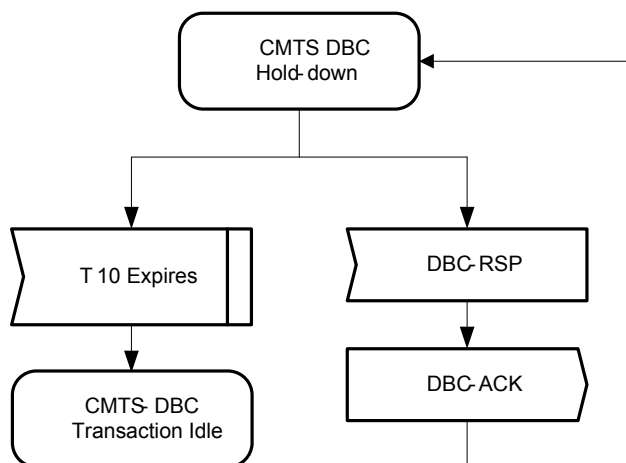 CMTS DBC
Hold-down
T 10 Expires
DBC-RSP
CMTS- DBC
Transaction Idle
DBC-ACK